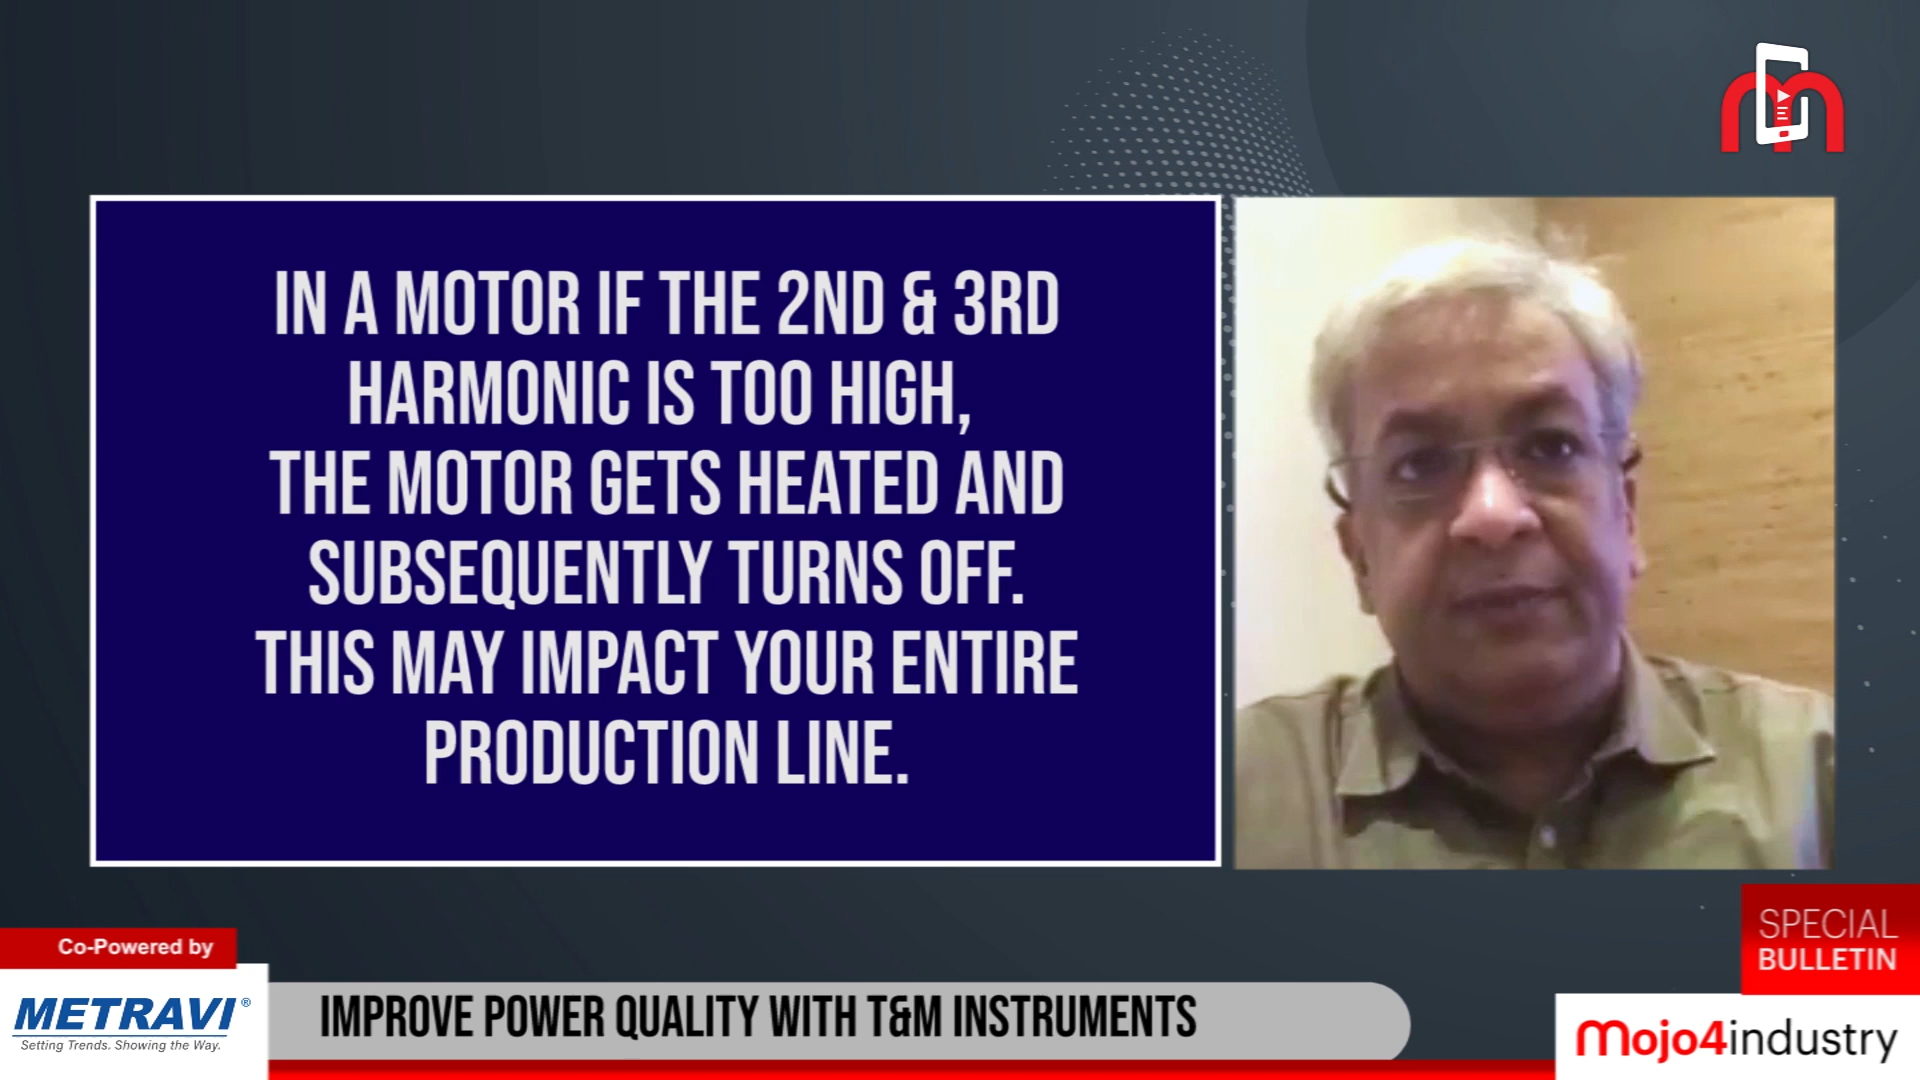 IN A MOTOR IF THE 2ND & 3RD
HARMONIC IS TOO HIGH,
THE MOTOR GETS HEATED AND
SUBSEQUENTLY TURNS OFF.
THIS MAY IMPACT YOUR ENTIRE
PRODUCTION LINE.
SPECIAL
BULLETIN
Co-Powered by
METRAVI®
Setting Trends. Showing the Way.
IMPROVE POWER QUALITY WITH T&M INSTRUMENTS
mojo4industry